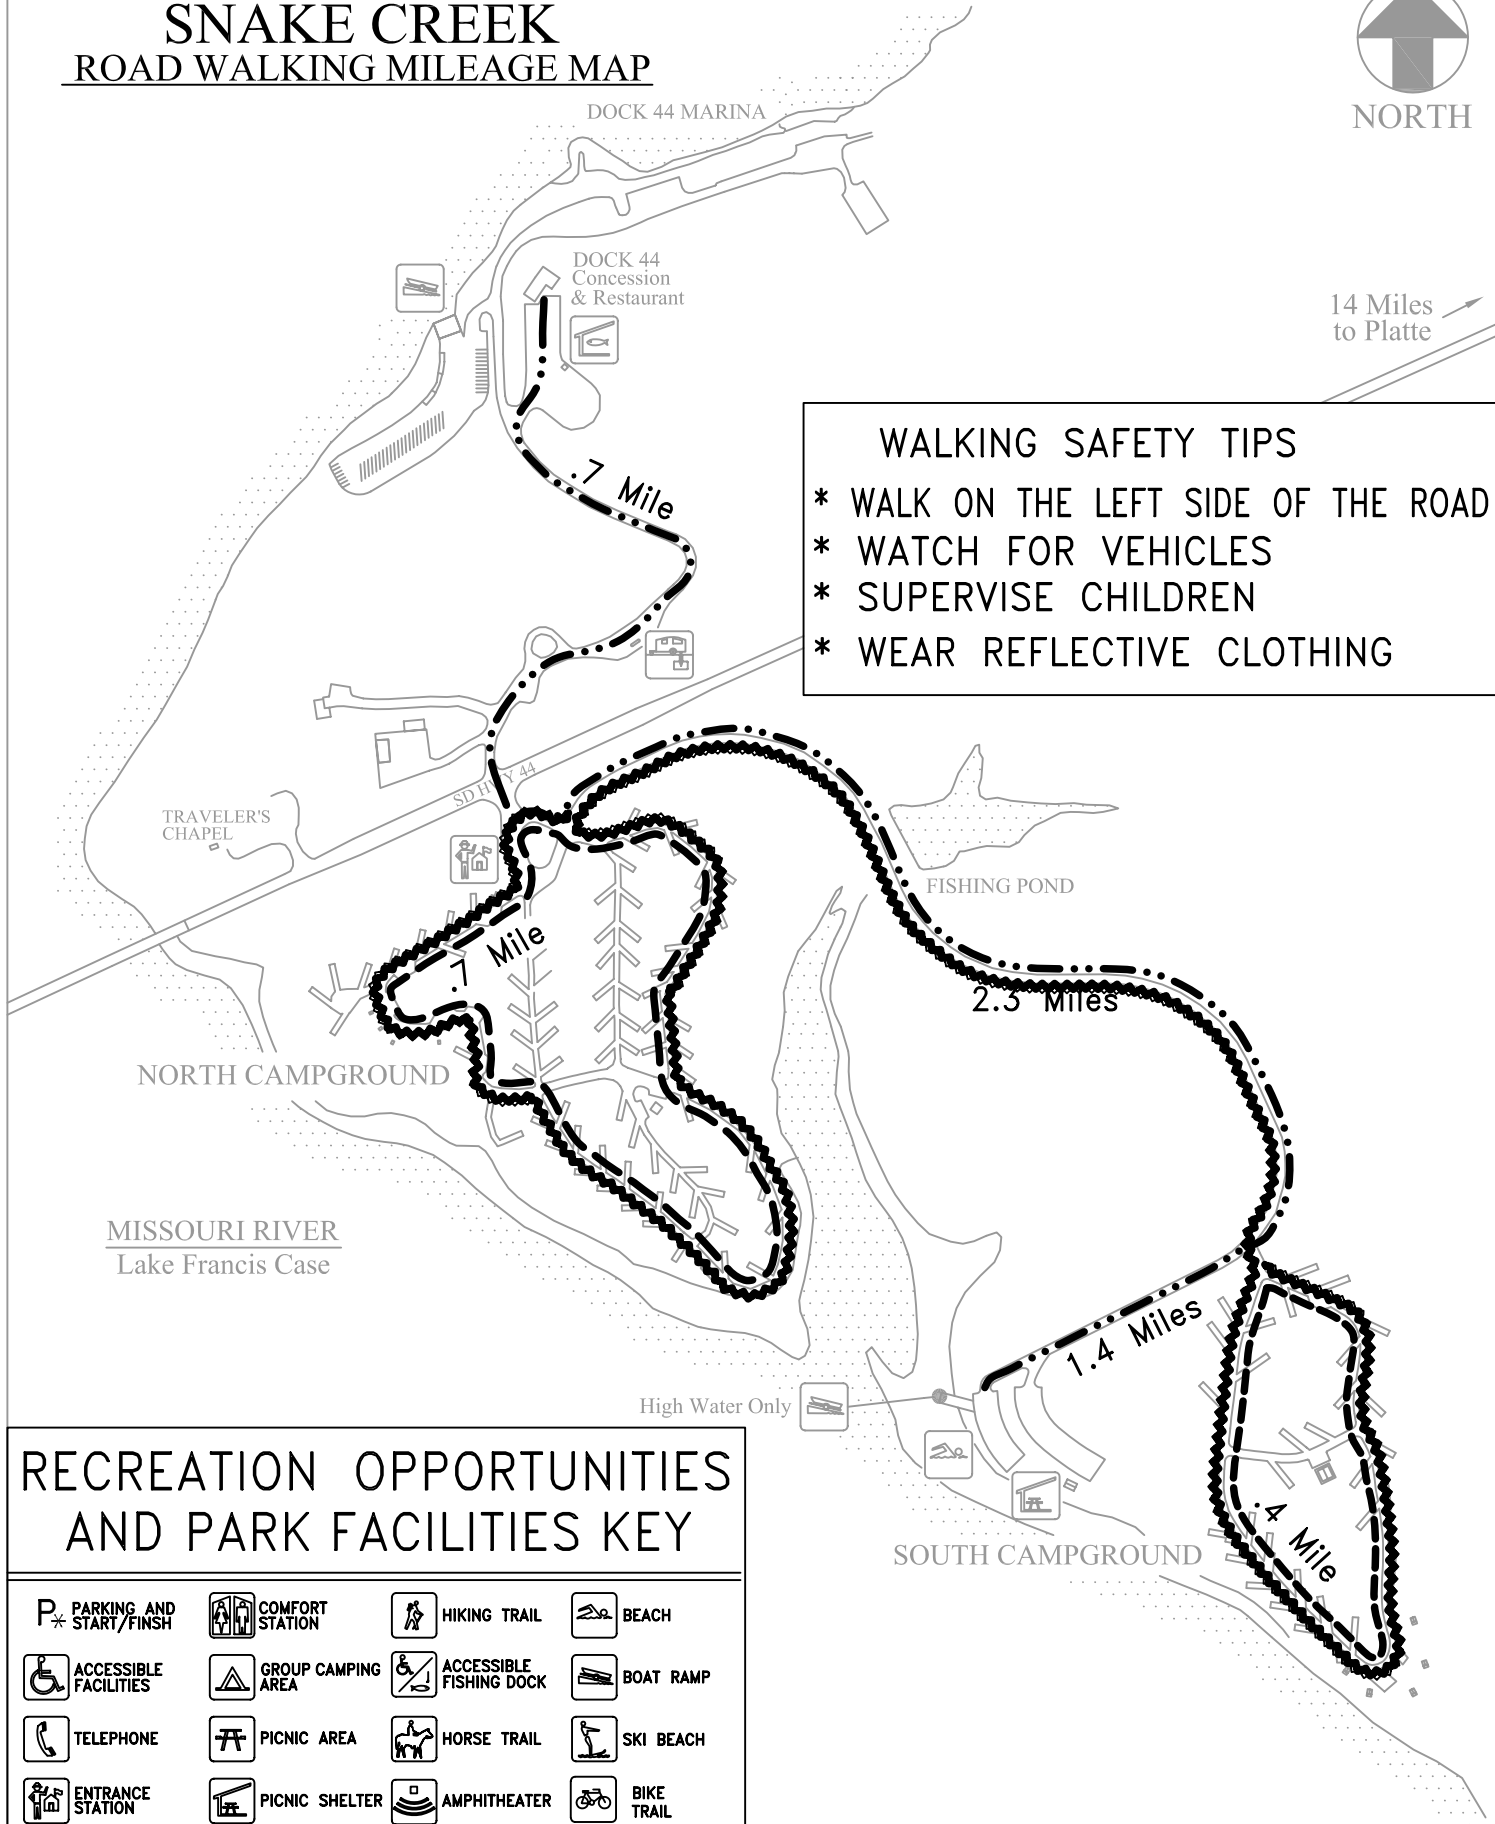 SNAKE CREEK
ROAD WALKING MILEAGE MAP
NORTH
DOCK 44 MARINA
DOCK 44
Concession
& Restaurant
14 Miles
to Platte
WALKING SAFETY TIPS
* WALK ON THE LEFT SIDE OF THE ROAD
* WATCH FOR VEHICLES
* SUPERVISE CHILDREN
* WEAR REFLECTIVE CLOTHING
.7 Mile
SD HWY 44
TRAVELER'S
CHAPEL
FISHING POND
.7 Mile
2.3 Miles
NORTH CAMPGROUND
MISSOURI RIVER
Lake Francis Case
1.4 Miles
High Water Only
.4 Mile
SOUTH CAMPGROUND
RECREATION OPPORTUNITIES
AND PARK FACILITIES KEY
P* PARKING AND
START/FINSH
COMFORT
STATION
HIKING TRAIL
BEACH
ACCESSIBLE
FACILITIES
GROUP CAMPING
AREA
ACCESSIBLE
FISHING DOCK
BOAT RAMP
TELEPHONE
PICNIC AREA
HORSE TRAIL
SKI BEACH
ENTRANCE
STATION
PICNIC SHELTER
AMPHITHEATER
BIKE
TRAIL